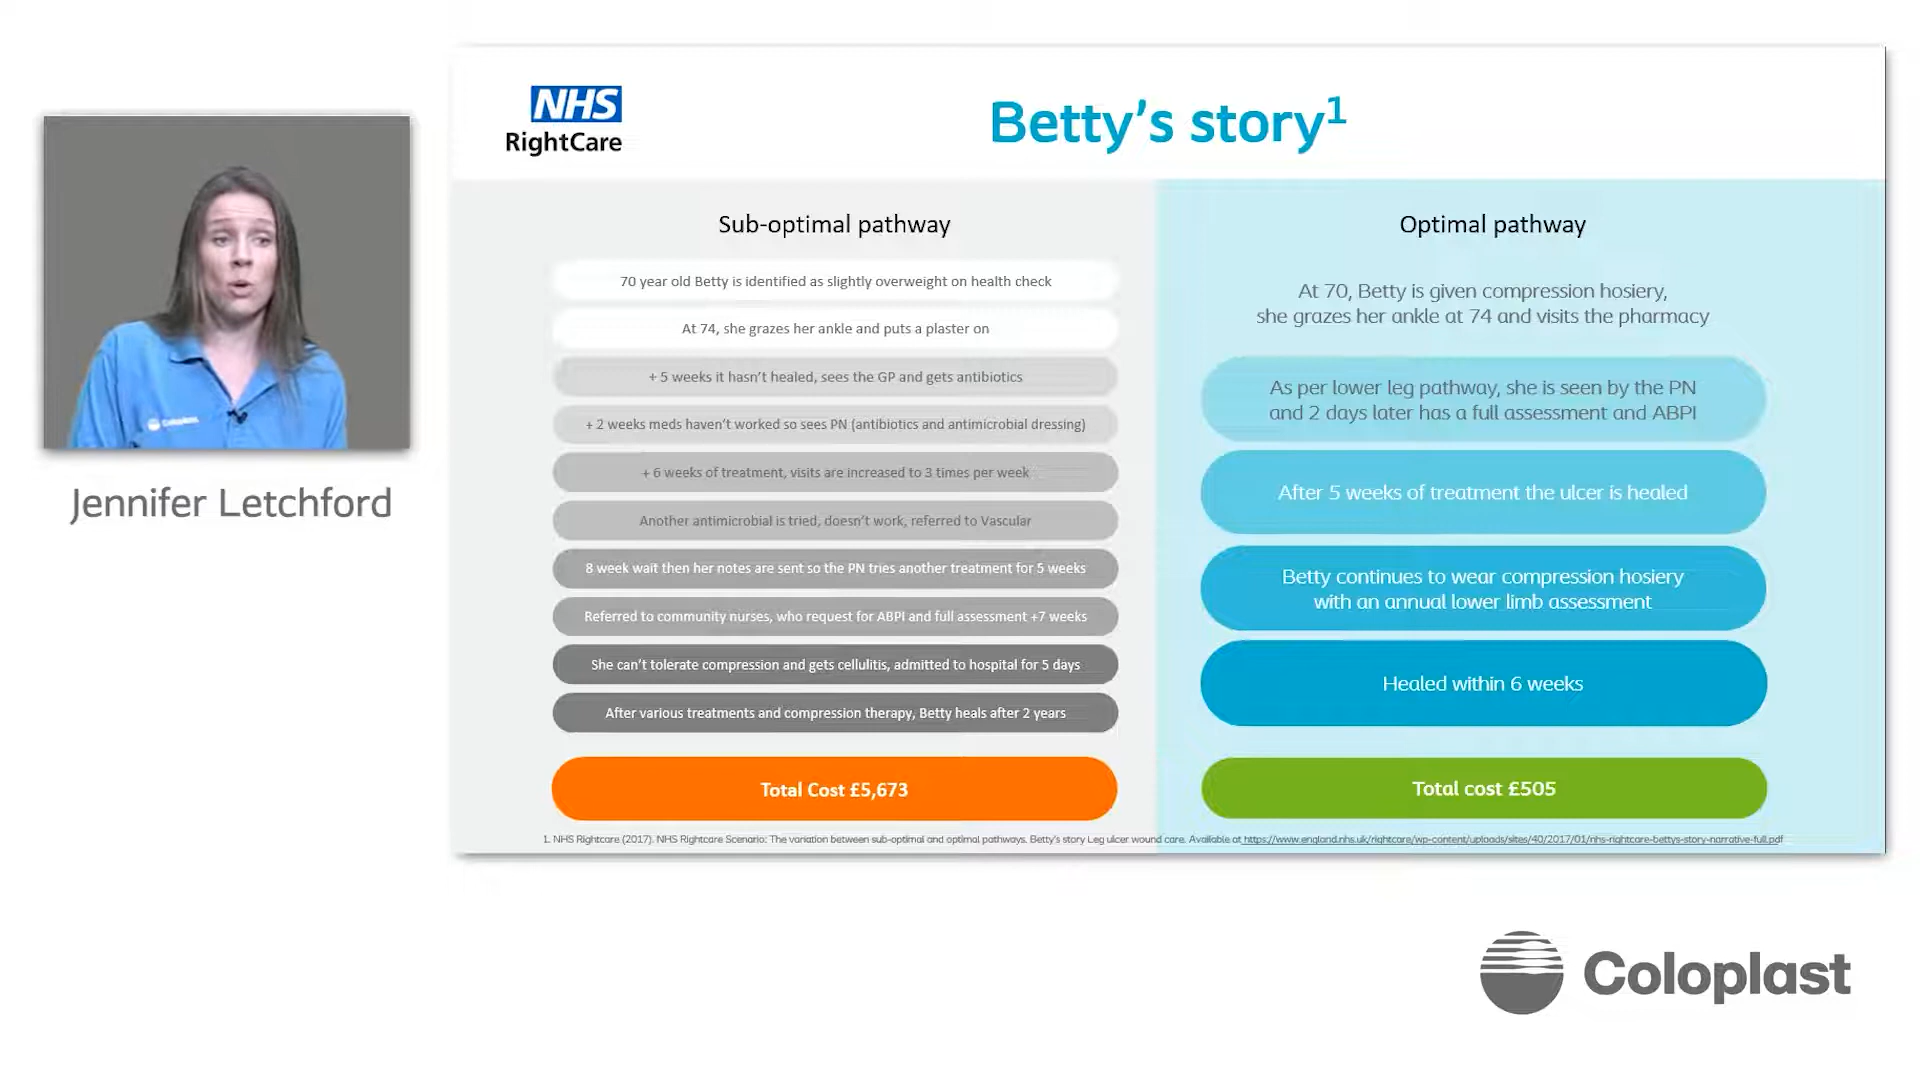 NHS
RightCare
Betty's story1
Coloplast
Jennifer Letchford
Sub-optimal pathway
70 year old Betty is identified as slightly overweight on health check
At 74, she grazes her ankle and puts a plaster on
+ 5 weeks it hasn't healed, sees the GP and gets antibiotics
+ 2 weeks meds haven't worked so sees PN (antibiotics and antimicrobial dressing)
+ 6 weeks of treatment, visits are increased to 3 times per week
Another antimicrobial is tried, doesn't work, referred to Vascular
8 week wait then her notes are sent so the PN tries another treatment for 5 weeks
Referred to community nurses, who request for ABPI and full assessment +7 weeks
She can't tolerate compression and gets cellulitis, admitted to hospital for 5 days
After various treatments and compression therapy, Betty heals after 2 years
Total Cost £5,673
Optimal pathway
At 70, Betty is given compression hosiery,
she grazes her ankle at 74 and visits the pharmacy
As per lower leg pathway, she is seen by the PN
and 2 days later has a full assessment and ABPI
After 5 weeks of treatment the ulcer is healed
Betty continues to wear compression hosiery
with an annual lower limb assessment
Healed within 6 weeks
Total cost £505
1. NHS Rightcare (2017). NHS Rightcare Scenario: The variation between sub-optimal and optimal pathways. Betty's story Leg ulcer wound care. Available at https://www.england.nhs.uk/rightcare/wp-content/uploads/sites/40/2017/01/nhs-rightcare-bettys-story-narrative-full.pdf
Coloplast